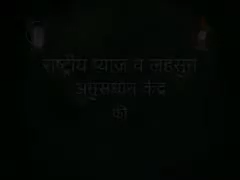 राष्ट्रीय प्याज व लहसुन
अनुसंधान केंद्र
की